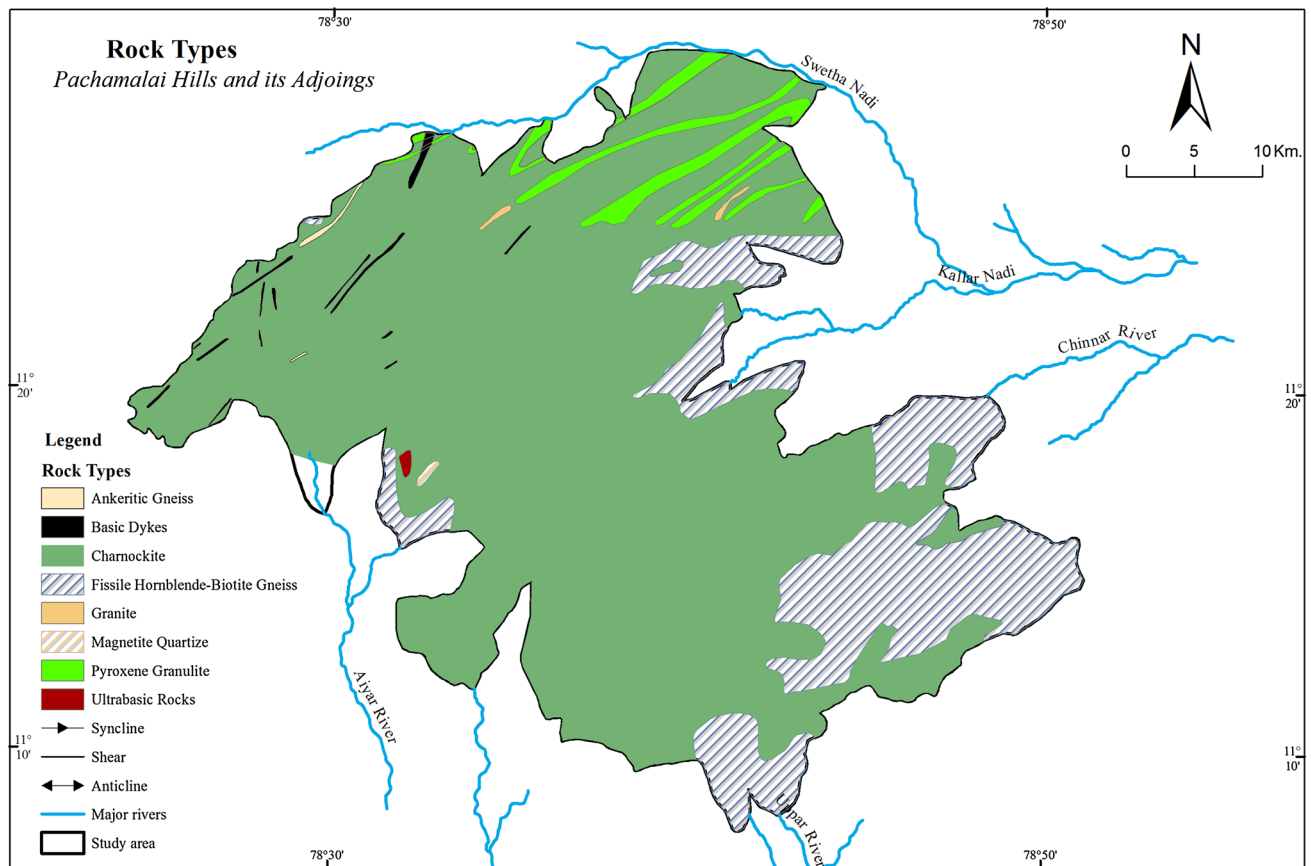 78°30'
78°50'
Rock Types
Pachamalai Hills and its Adjoings
N
0 5 10 Km.
Swetha Nadi
Kallar Nadi
Chinnar River
11°
20'
11°
20'
Legend
Rock Types
Ankeritic Gneiss
Basic Dykes
Charnockite
Fissile Hornblende-Biotite Gneiss
Granite
Magnetite Quartize
Pyroxene Granulite
Ultrabasic Rocks
Syncline
Shear
Anticline
Major rivers
Study area
Aiyar River
11°
10'
11°
10'
Uppar River
78°30'
78°50'